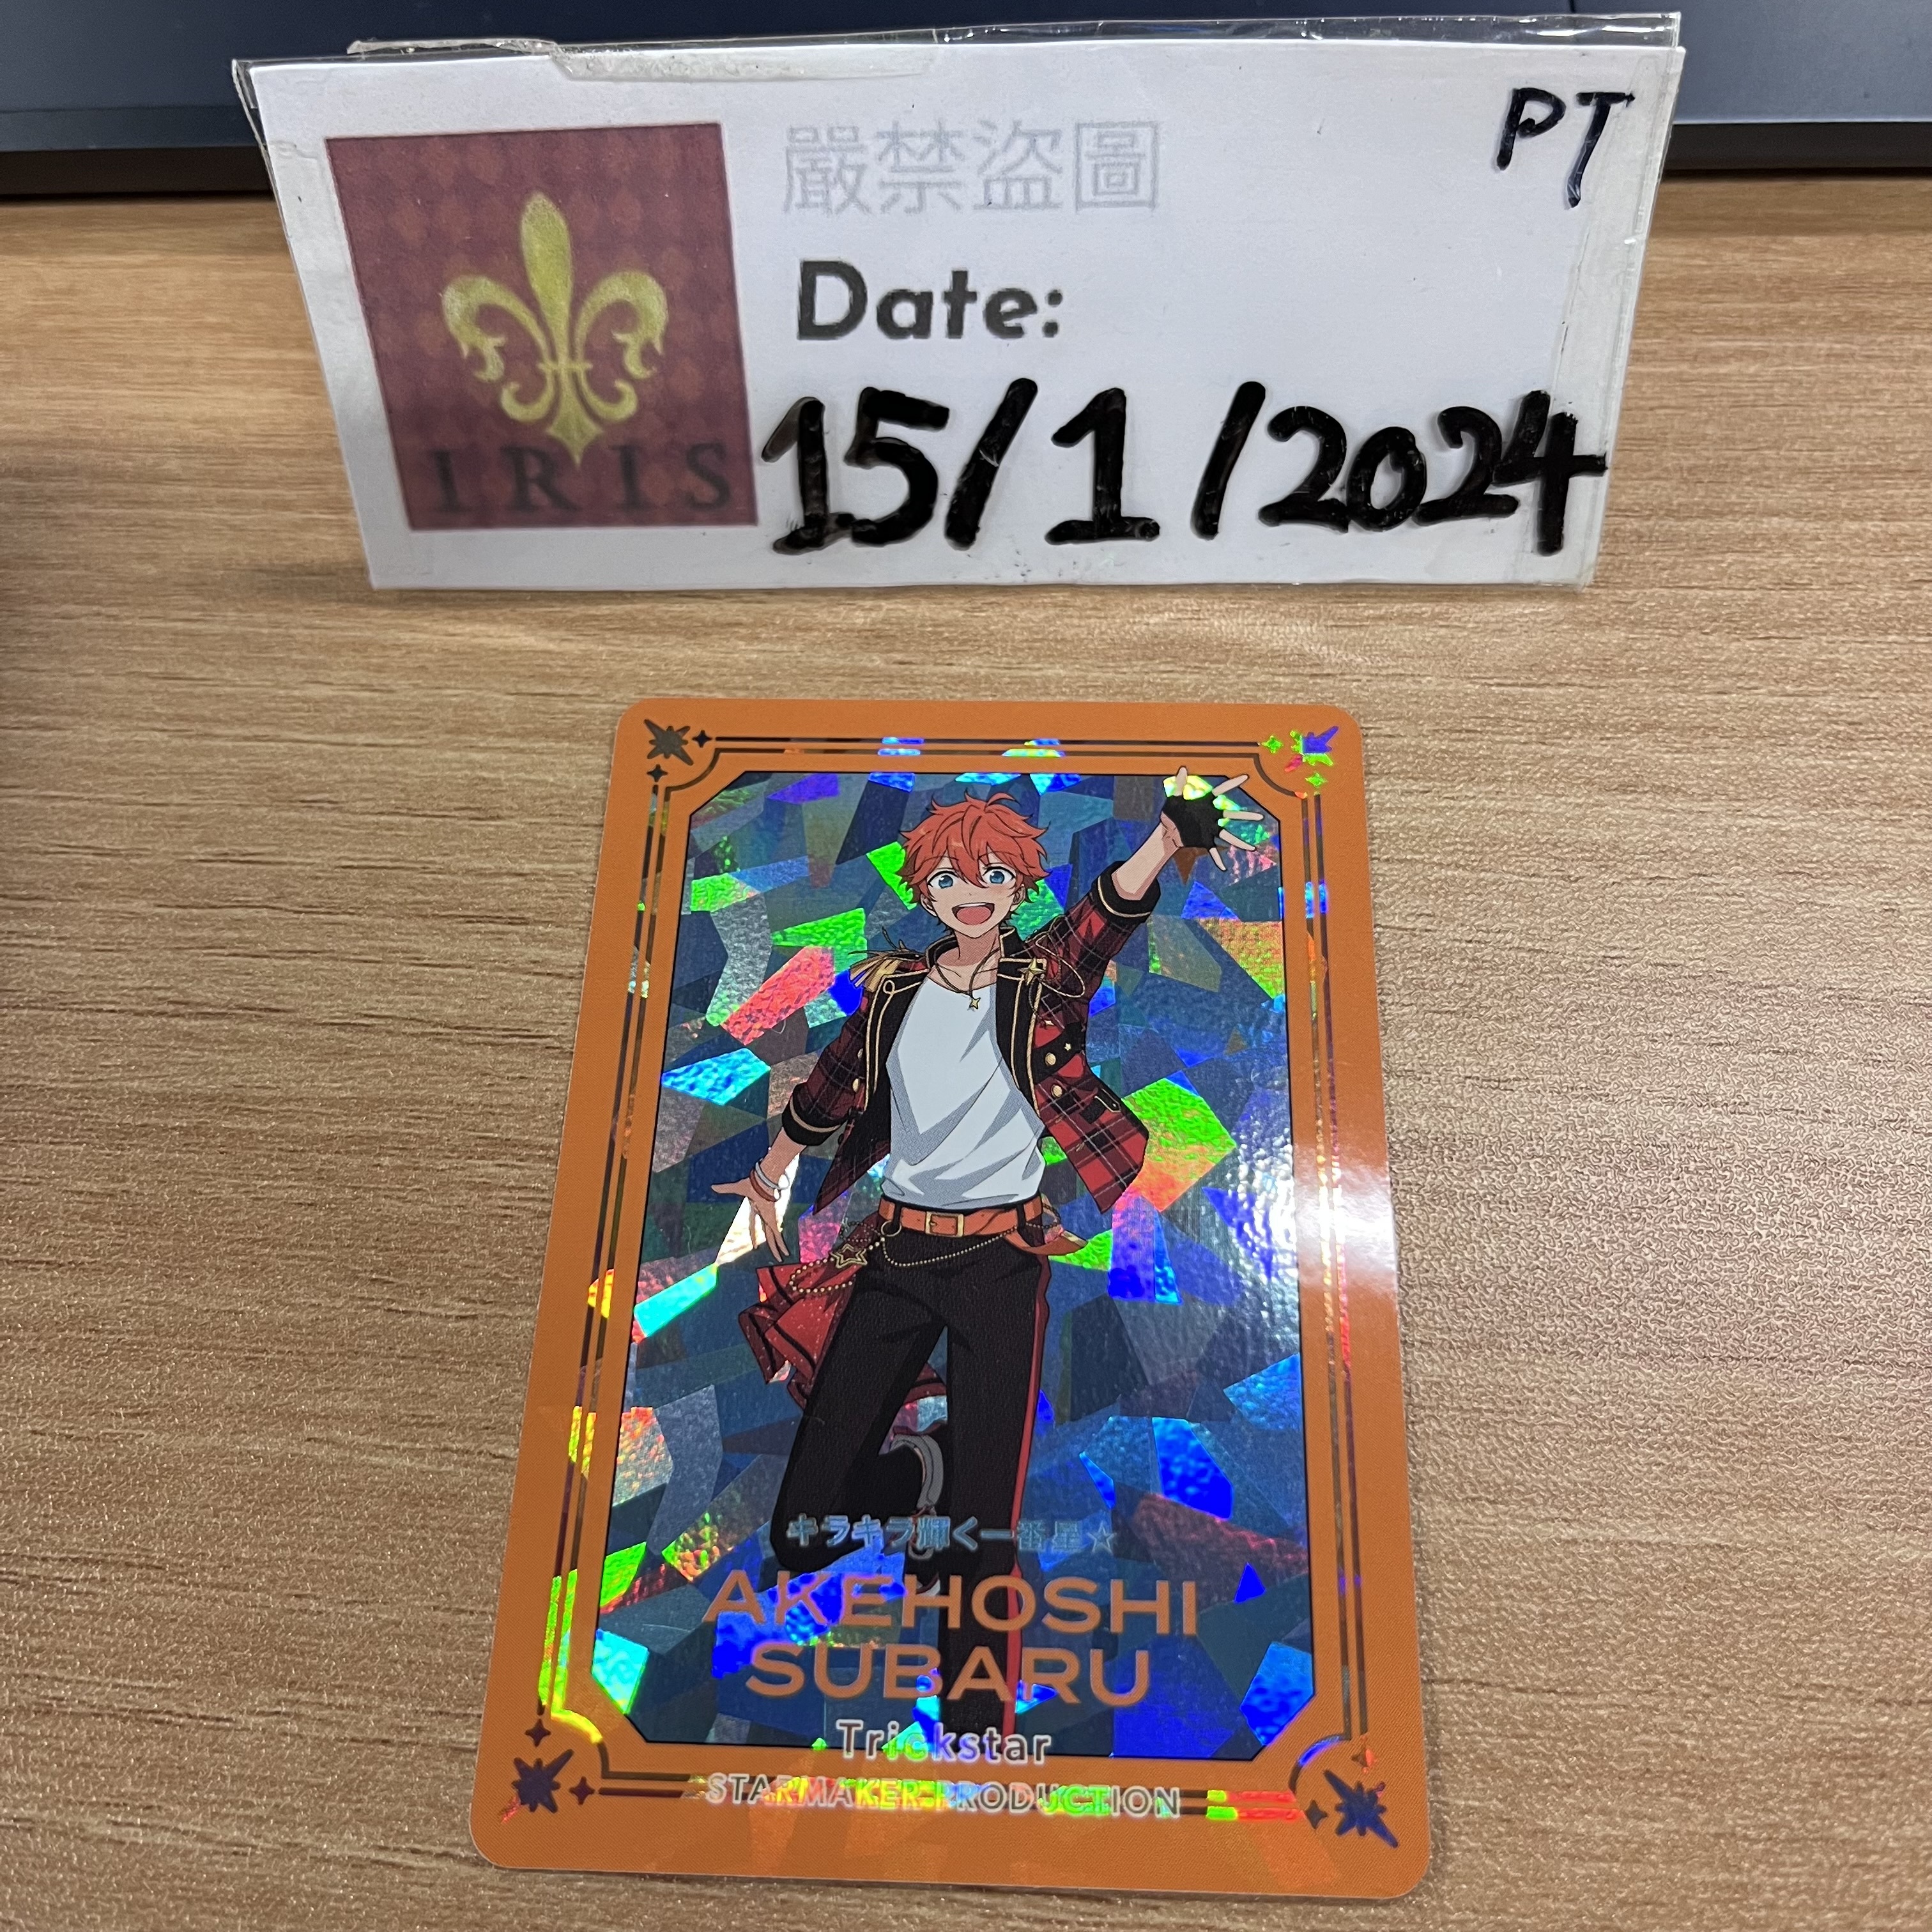 PT
嚴禁盜圖
Date:
15/1/2024
IRIS
キラキラ輝く一番星☆
AKEHOSHI
SUBARU
Trickstar
STARMAKER PRODUCTION